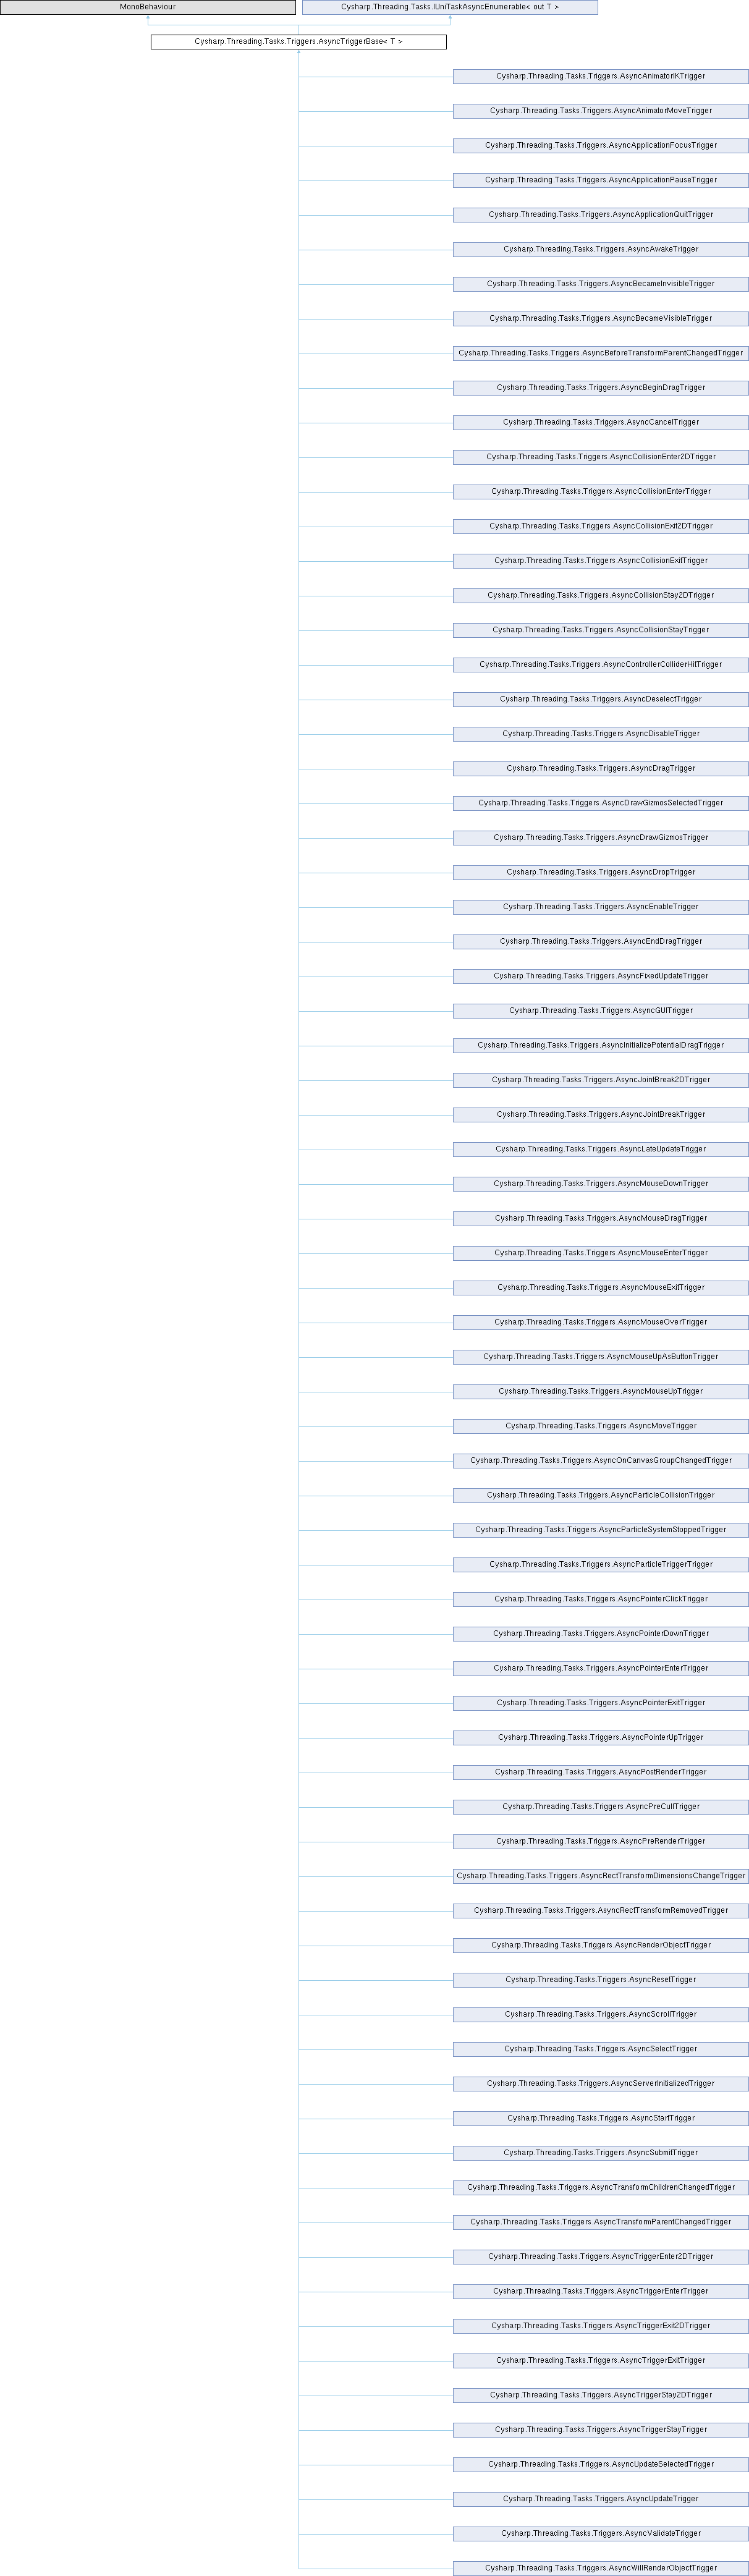 MonoBehaviour
Cysharp.Threading.Tasks.IUniTaskAsyncEnumerable< out T >
Cysharp.Threading.Tasks.Triggers.AsyncTriggerBase< T >
Cysharp.Threading.Tasks.Triggers.AsyncAnimatorIKTrigger
Cysharp.Threading.Tasks.Triggers.AsyncAnimatorMoveTrigger
Cysharp.Threading.Tasks.Triggers.AsyncApplicationFocusTrigger
Cysharp.Threading.Tasks.Triggers.AsyncApplicationPauseTrigger
Cysharp.Threading.Tasks.Triggers.AsyncApplicationQuitTrigger
Cysharp.Threading.Tasks.Triggers.AsyncAwakeTrigger
Cysharp.Threading.Tasks.Triggers.AsyncBecameInvisibleTrigger
Cysharp.Threading.Tasks.Triggers.AsyncBecameVisibleTrigger
Cysharp.Threading.Tasks.Triggers.AsyncBeforeTransformParentChangedTrigger
Cysharp.Threading.Tasks.Triggers.AsyncBeginDragTrigger
Cysharp.Threading.Tasks.Triggers.AsyncCancelTrigger
Cysharp.Threading.Tasks.Triggers.AsyncCollisionEnter2DTrigger
Cysharp.Threading.Tasks.Triggers.AsyncCollisionEnterTrigger
Cysharp.Threading.Tasks.Triggers.AsyncCollisionExit2DTrigger
Cysharp.Threading.Tasks.Triggers.AsyncCollisionExitTrigger
Cysharp.Threading.Tasks.Triggers.AsyncCollisionStay2DTrigger
Cysharp.Threading.Tasks.Triggers.AsyncCollisionStayTrigger
Cysharp.Threading.Tasks.Triggers.AsyncControllerColliderHitTrigger
Cysharp.Threading.Tasks.Triggers.AsyncDeselectTrigger
Cysharp.Threading.Tasks.Triggers.AsyncDisableTrigger
Cysharp.Threading.Tasks.Triggers.AsyncDragTrigger
Cysharp.Threading.Tasks.Triggers.AsyncDrawGizmosSelectedTrigger
Cysharp.Threading.Tasks.Triggers.AsyncDrawGizmosTrigger
Cysharp.Threading.Tasks.Triggers.AsyncDropTrigger
Cysharp.Threading.Tasks.Triggers.AsyncEnableTrigger
Cysharp.Threading.Tasks.Triggers.AsyncEndDragTrigger
Cysharp.Threading.Tasks.Triggers.AsyncFixedUpdateTrigger
Cysharp.Threading.Tasks.Triggers.AsyncGUITrigger
Cysharp.Threading.Tasks.Triggers.AsyncInitializePotentialDragTrigger
Cysharp.Threading.Tasks.Triggers.AsyncJointBreak2DTrigger
Cysharp.Threading.Tasks.Triggers.AsyncJointBreakTrigger
Cysharp.Threading.Tasks.Triggers.AsyncLateUpdateTrigger
Cysharp.Threading.Tasks.Triggers.AsyncMouseDownTrigger
Cysharp.Threading.Tasks.Triggers.AsyncMouseDragTrigger
Cysharp.Threading.Tasks.Triggers.AsyncMouseEnterTrigger
Cysharp.Threading.Tasks.Triggers.AsyncMouseExitTrigger
Cysharp.Threading.Tasks.Triggers.AsyncMouseOverTrigger
Cysharp.Threading.Tasks.Triggers.AsyncMouseUpAsButtonTrigger
Cysharp.Threading.Tasks.Triggers.AsyncMouseUpTrigger
Cysharp.Threading.Tasks.Triggers.AsyncMoveTrigger
Cysharp.Threading.Tasks.Triggers.AsyncOnCanvasGroupChangedTrigger
Cysharp.Threading.Tasks.Triggers.AsyncParticleCollisionTrigger
Cysharp.Threading.Tasks.Triggers.AsyncParticleSystemStoppedTrigger
Cysharp.Threading.Tasks.Triggers.AsyncParticleTriggerTrigger
Cysharp.Threading.Tasks.Triggers.AsyncPointerClickTrigger
Cysharp.Threading.Tasks.Triggers.AsyncPointerDownTrigger
Cysharp.Threading.Tasks.Triggers.AsyncPointerEnterTrigger
Cysharp.Threading.Tasks.Triggers.AsyncPointerExitTrigger
Cysharp.Threading.Tasks.Triggers.AsyncPointerUpTrigger
Cysharp.Threading.Tasks.Triggers.AsyncPostRenderTrigger
Cysharp.Threading.Tasks.Triggers.AsyncPreCullTrigger
Cysharp.Threading.Tasks.Triggers.AsyncPreRenderTrigger
Cysharp.Threading.Tasks.Triggers.AsyncRectTransformDimensionsChangeTrigger
Cysharp.Threading.Tasks.Triggers.AsyncRectTransformRemovedTrigger
Cysharp.Threading.Tasks.Triggers.AsyncRenderObjectTrigger
Cysharp.Threading.Tasks.Triggers.AsyncResetTrigger
Cysharp.Threading.Tasks.Triggers.AsyncScrollTrigger
Cysharp.Threading.Tasks.Triggers.AsyncSelectTrigger
Cysharp.Threading.Tasks.Triggers.AsyncServerInitializedTrigger
Cysharp.Threading.Tasks.Triggers.AsyncStartTrigger
Cysharp.Threading.Tasks.Triggers.AsyncSubmitTrigger
Cysharp.Threading.Tasks.Triggers.AsyncTransformChildrenChangedTrigger
Cysharp.Threading.Tasks.Triggers.AsyncTransformParentChangedTrigger
Cysharp.Threading.Tasks.Triggers.AsyncTriggerEnter2DTrigger
Cysharp.Threading.Tasks.Triggers.AsyncTriggerEnterTrigger
Cysharp.Threading.Tasks.Triggers.AsyncTriggerExit2DTrigger
Cysharp.Threading.Tasks.Triggers.AsyncTriggerExitTrigger
Cysharp.Threading.Tasks.Triggers.AsyncTriggerStay2DTrigger
Cysharp.Threading.Tasks.Triggers.AsyncTriggerStayTrigger
Cysharp.Threading.Tasks.Triggers.AsyncUpdateSelectedTrigger
Cysharp.Threading.Tasks.Triggers.AsyncUpdateTrigger
Cysharp.Threading.Tasks.Triggers.AsyncValidateTrigger
Cysharp.Threading.Tasks.Triggers.AsyncWillRenderObjectTrigger